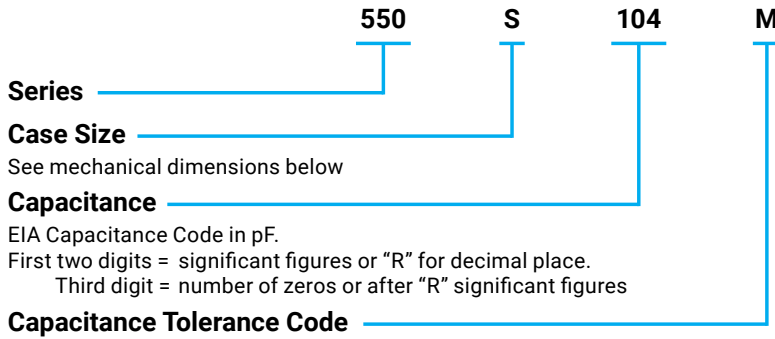 550 S 104 M
Series
Case Size
See mechanical dimensions below
Capacitance
EIA Capacitance Code in pF.
First two digits = significant figures or “R” for decimal place.
Third digit = number of zeros or after “R” significant figures
Capacitance Tolerance Code